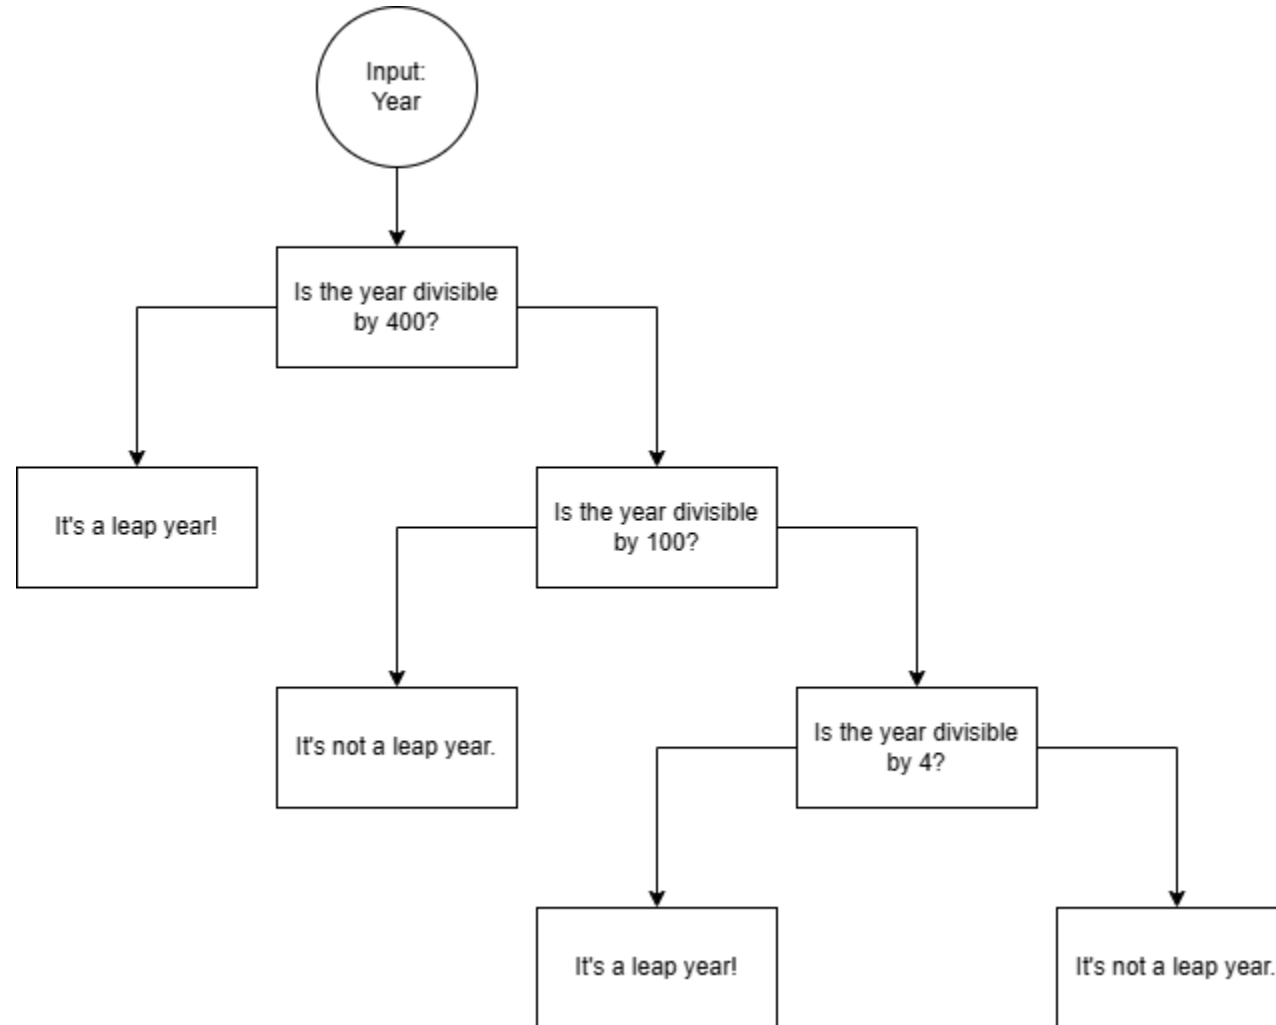 Input:
Year
Is the year divisible
by 400?
It's a leap year!
Is the year divisible
by 100?
It's not a leap year.
Is the year divisible
by 4?
It's a leap year!
It's not a leap year.